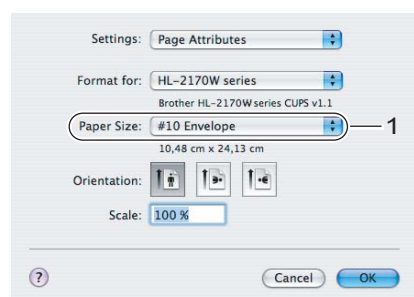 Settings: Page Attributes
Format for: HL-2170W series
Brother HL-2170W series CUPS v1.1
Paper Size: #10 Envelope 1
10,48 cm x 24,13 cm
Orientation:
Scale: 100 %
? Cancel OK